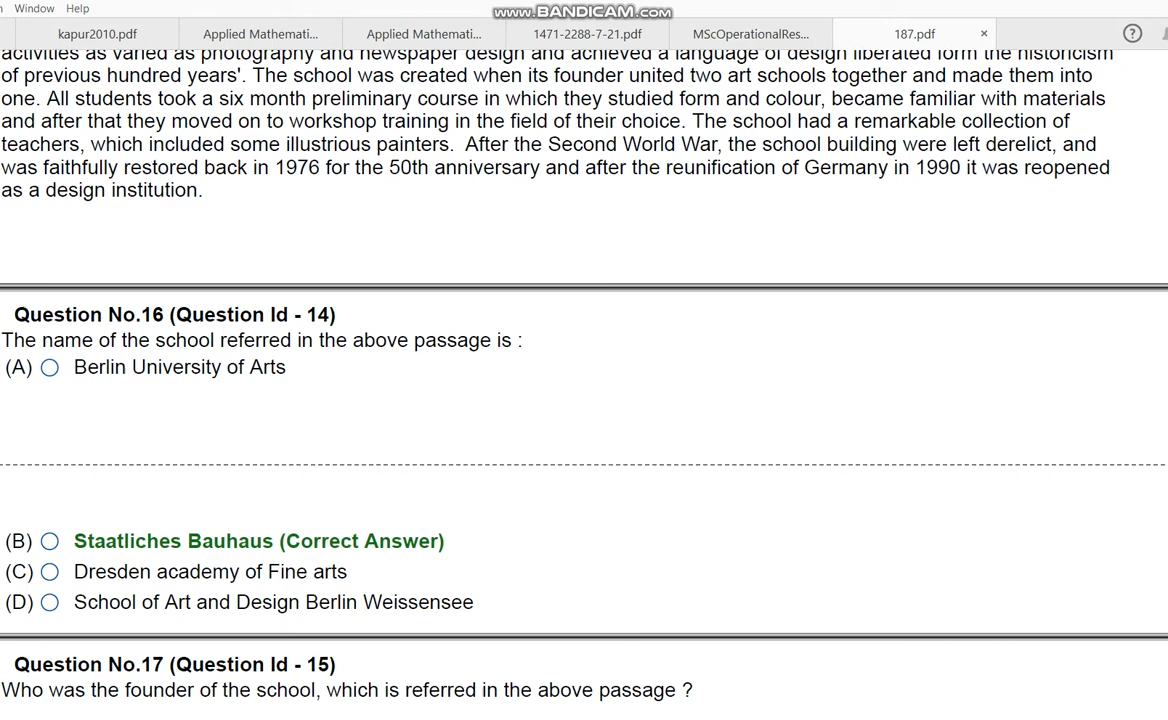 Window Help
www.BANDICAM.com
kapur2010.pdf Applied Mathemati... Applied Mathemati... 1471-2288-7-21.pdf MScOperationalRes... 187.pdf × ?
activities as varied as photography and newspaper design and achieved a language of design liberated form the historicism
of previous hundred years'. The school was created when its founder united two art schools together and made them into
one. All students took a six month preliminary course in which they studied form and colour, became familiar with materials
and after that they moved on to workshop training in the field of their choice. The school had a remarkable collection of
teachers, which included some illustrious painters. After the Second World War, the school building were left derelict, and
was faithfully restored back in 1976 for the 50th anniversary and after the reunification of Germany in 1990 it was reopened
as a design institution.
Question No.16 (Question Id - 14)
The name of the school referred in the above passage is :
(A) Berlin University of Arts
(B) Staatliches Bauhaus (Correct Answer)
(C) Dresden academy of Fine arts
(D) School of Art and Design Berlin Weissensee
Question No.17 (Question Id - 15)
Who was the founder of the school, which is referred in the above passage ?